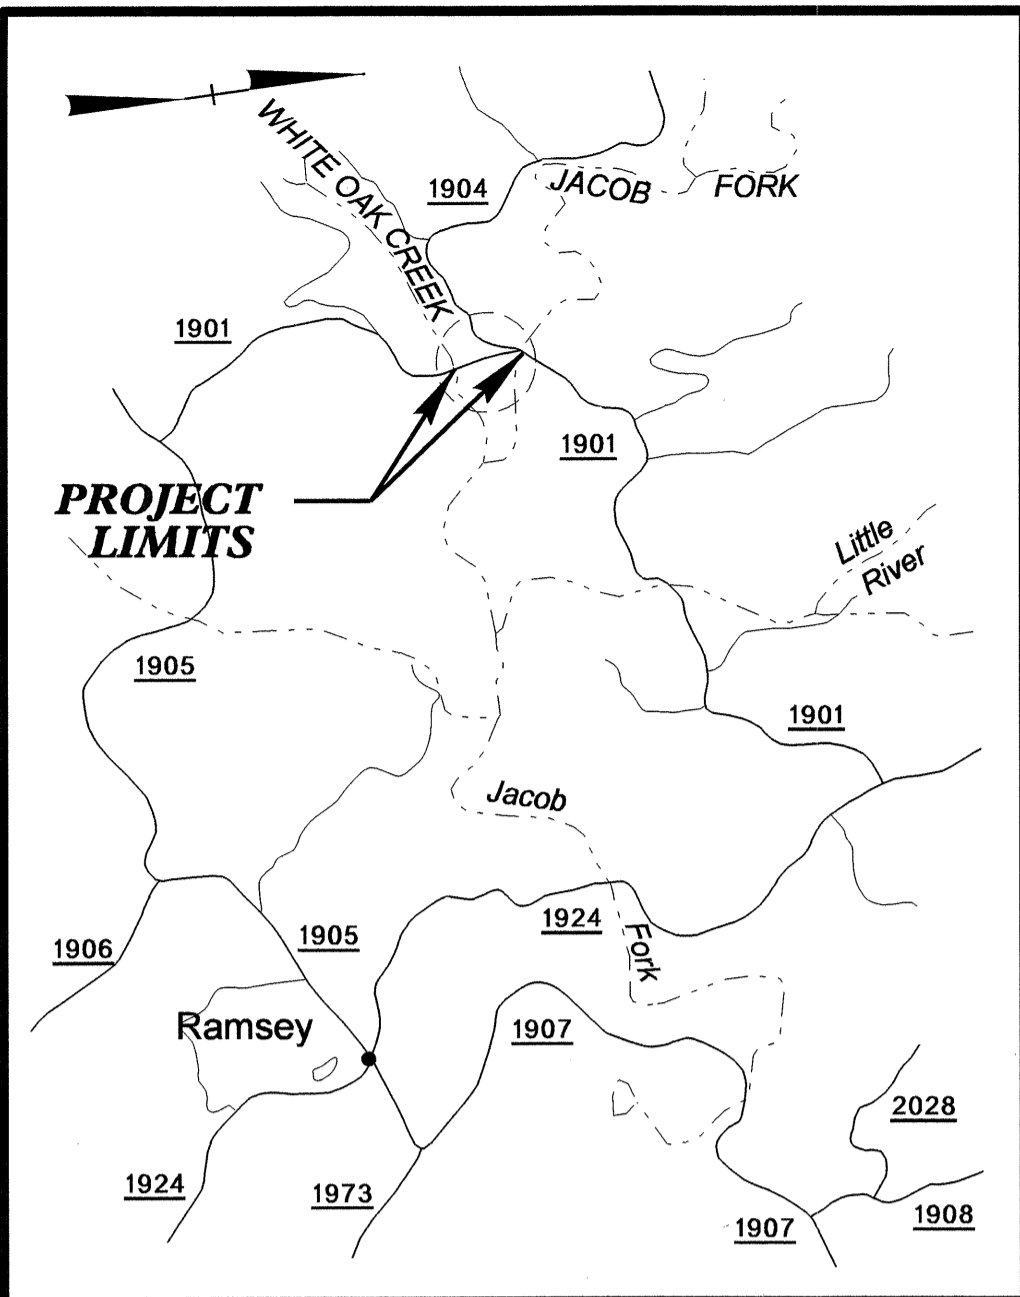 WHITE OAK CREEK
1904
JACOB FORK
1901
1901
PROJECT
LIMITS
Little
River
1905
1901
Jacob
Fork
1924
1905
1906
Ramsey
1907
2028
1924
1973
1907
1908